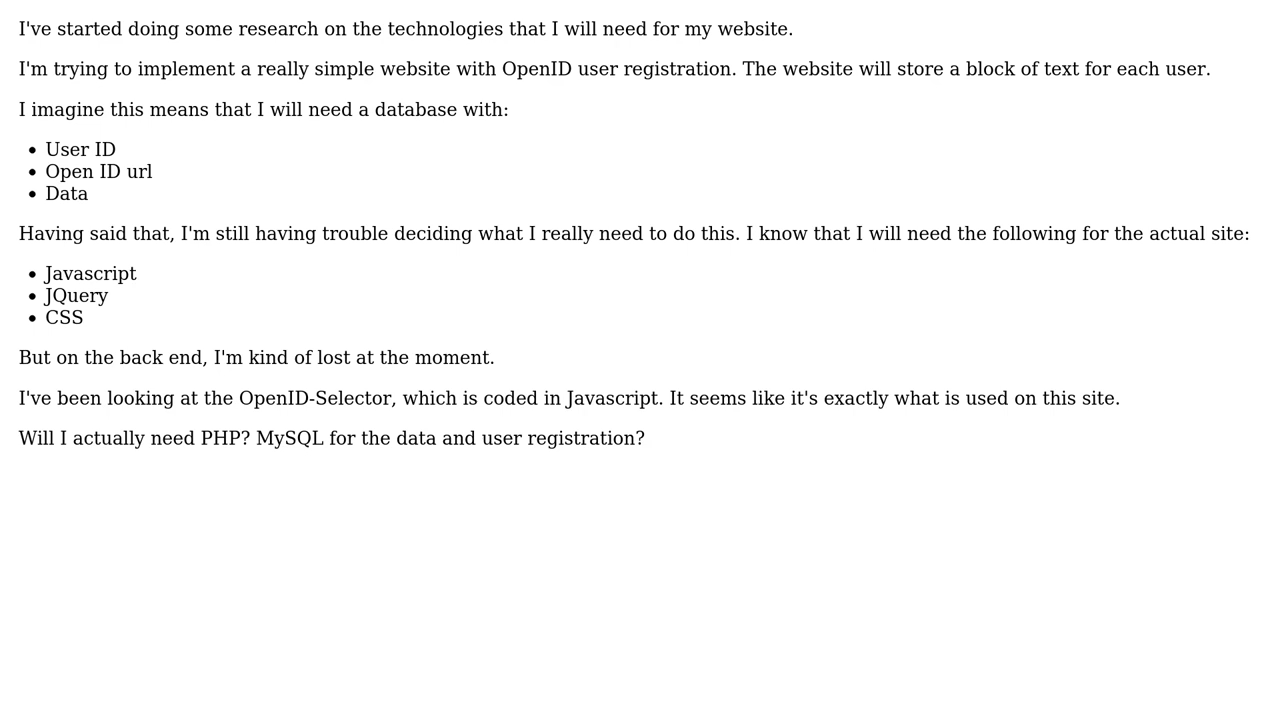 I've started doing some research on the technologies that I will need for my website.
I'm trying to implement a really simple website with OpenID user registration. The website will store a block of text for each user.
I imagine this means that I will need a database with:
• User ID
• Open ID url
• Data
Having said that, I'm still having trouble deciding what I really need to do this. I know that I will need the following for the actual site:
• Javascript
• JQuery
• CSS
But on the back end, I'm kind of lost at the moment.
I've been looking at the OpenID-Selector, which is coded in Javascript. It seems like it's exactly what is used on this site.
Will I actually need PHP? MySQL for the data and user registration?